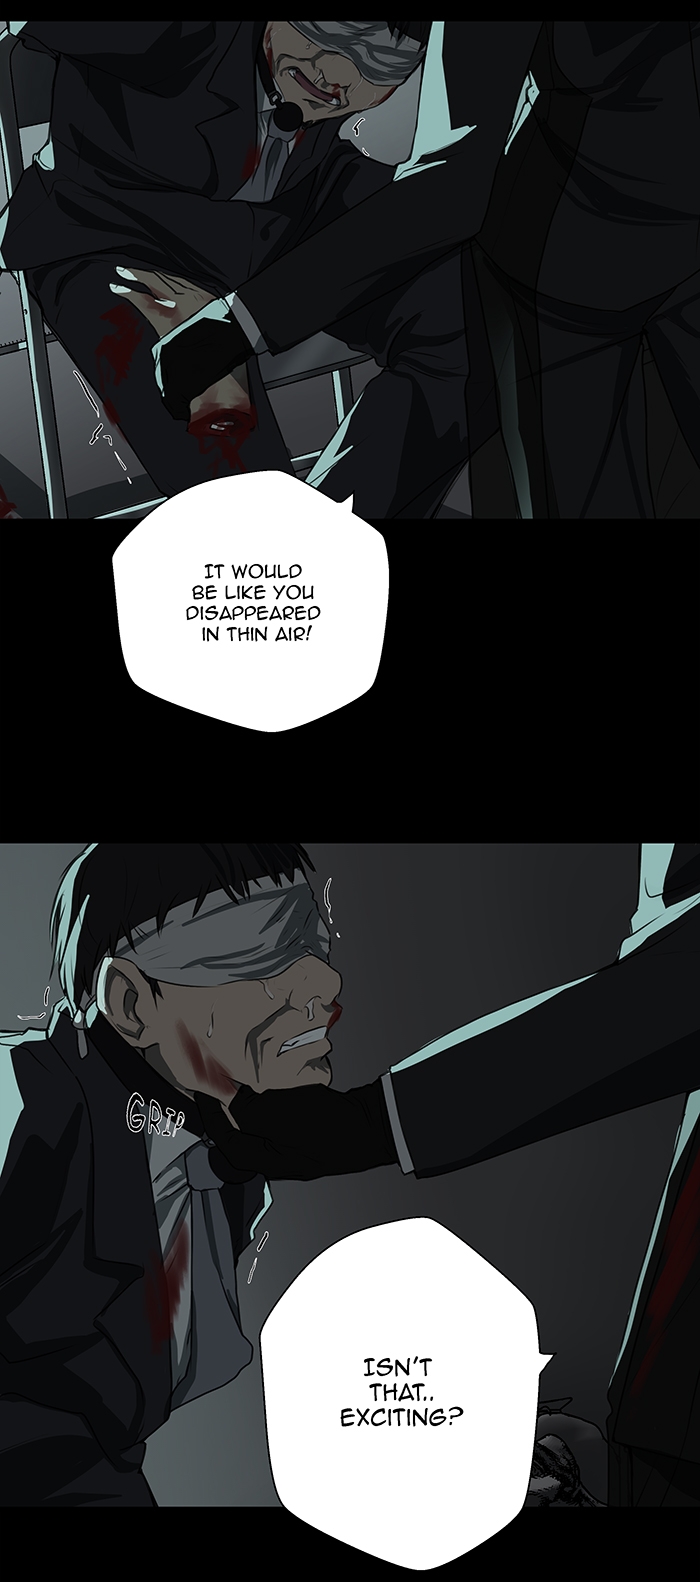 IT WOULD
BE LIKE YOU
DISAPPEARED
IN THIN AIR!
GRIP
ISN'T
THAT..
EXCITING?